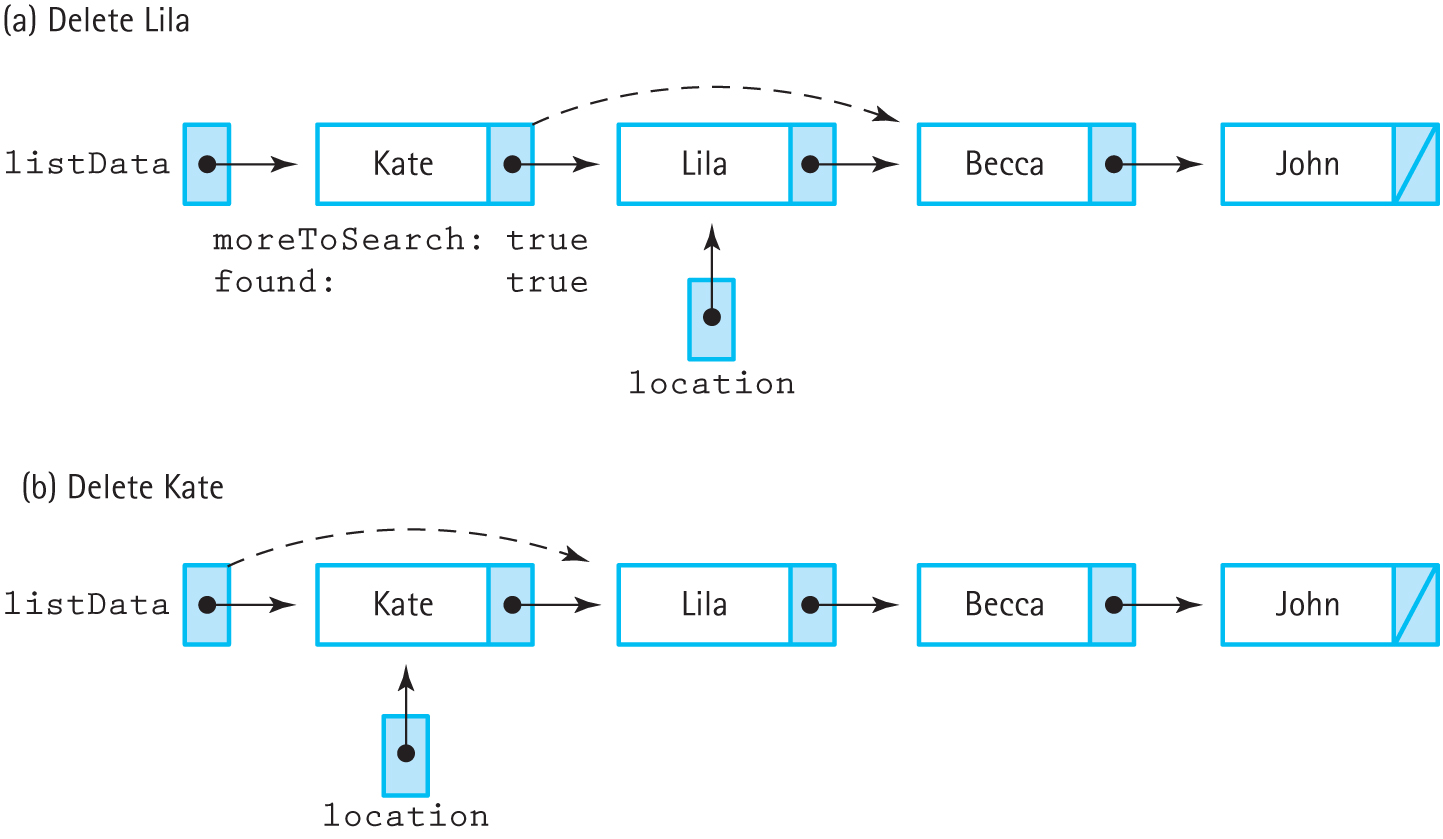 (a) Delete Lila
listData Kate Lila Becca John
moreToSearch: true
found: true
location
(b) Delete Kate
listData Kate Lila Becca John
location